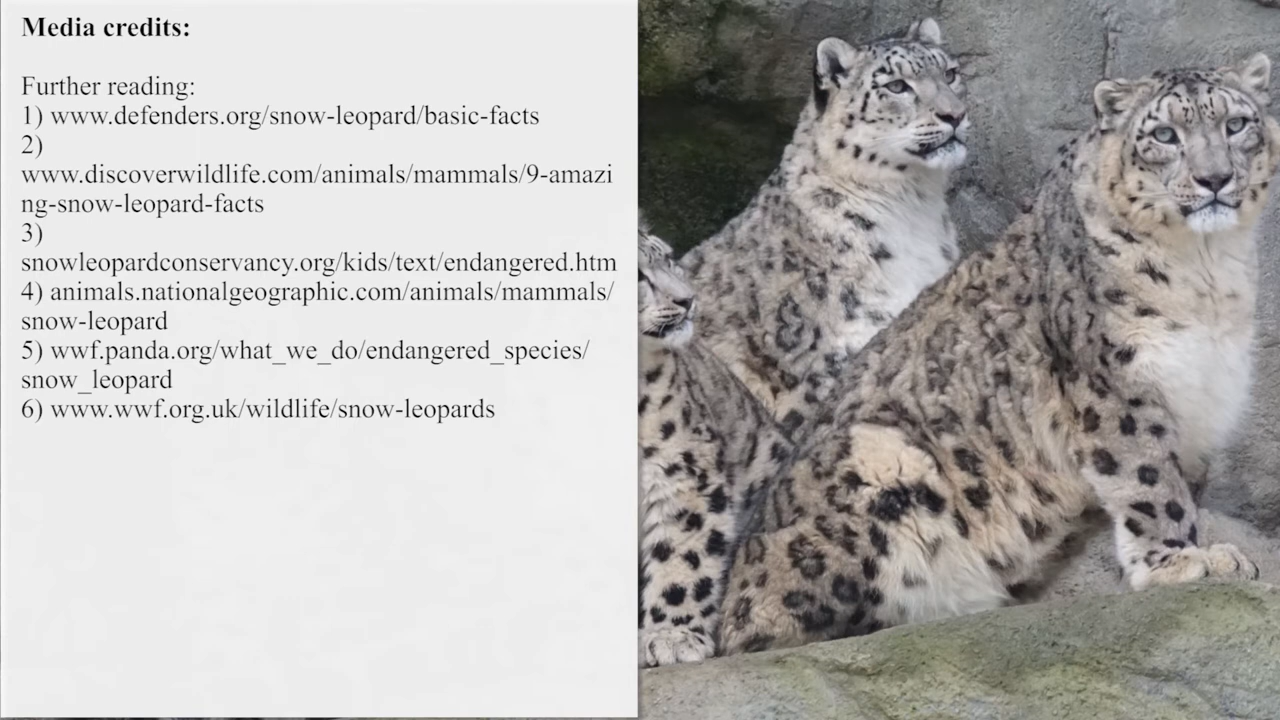 Media credits:
Further reading:
1) www.defenders.org/snow-leopard/basic-facts
2)
www.discoverwildlife.com/animals/mammals/9-amazi
ng-snow-leopard-facts
3)
snowleopardconservancy.org/kids/text/endangered.htm
4) animals.nationalgeographic.com/animals/mammals/
snow-leopard
5) wwf.panda.org/what_we_do/endangered_species/
snow_leopard
6) www.wwf.org.uk/wildlife/snow-leopards